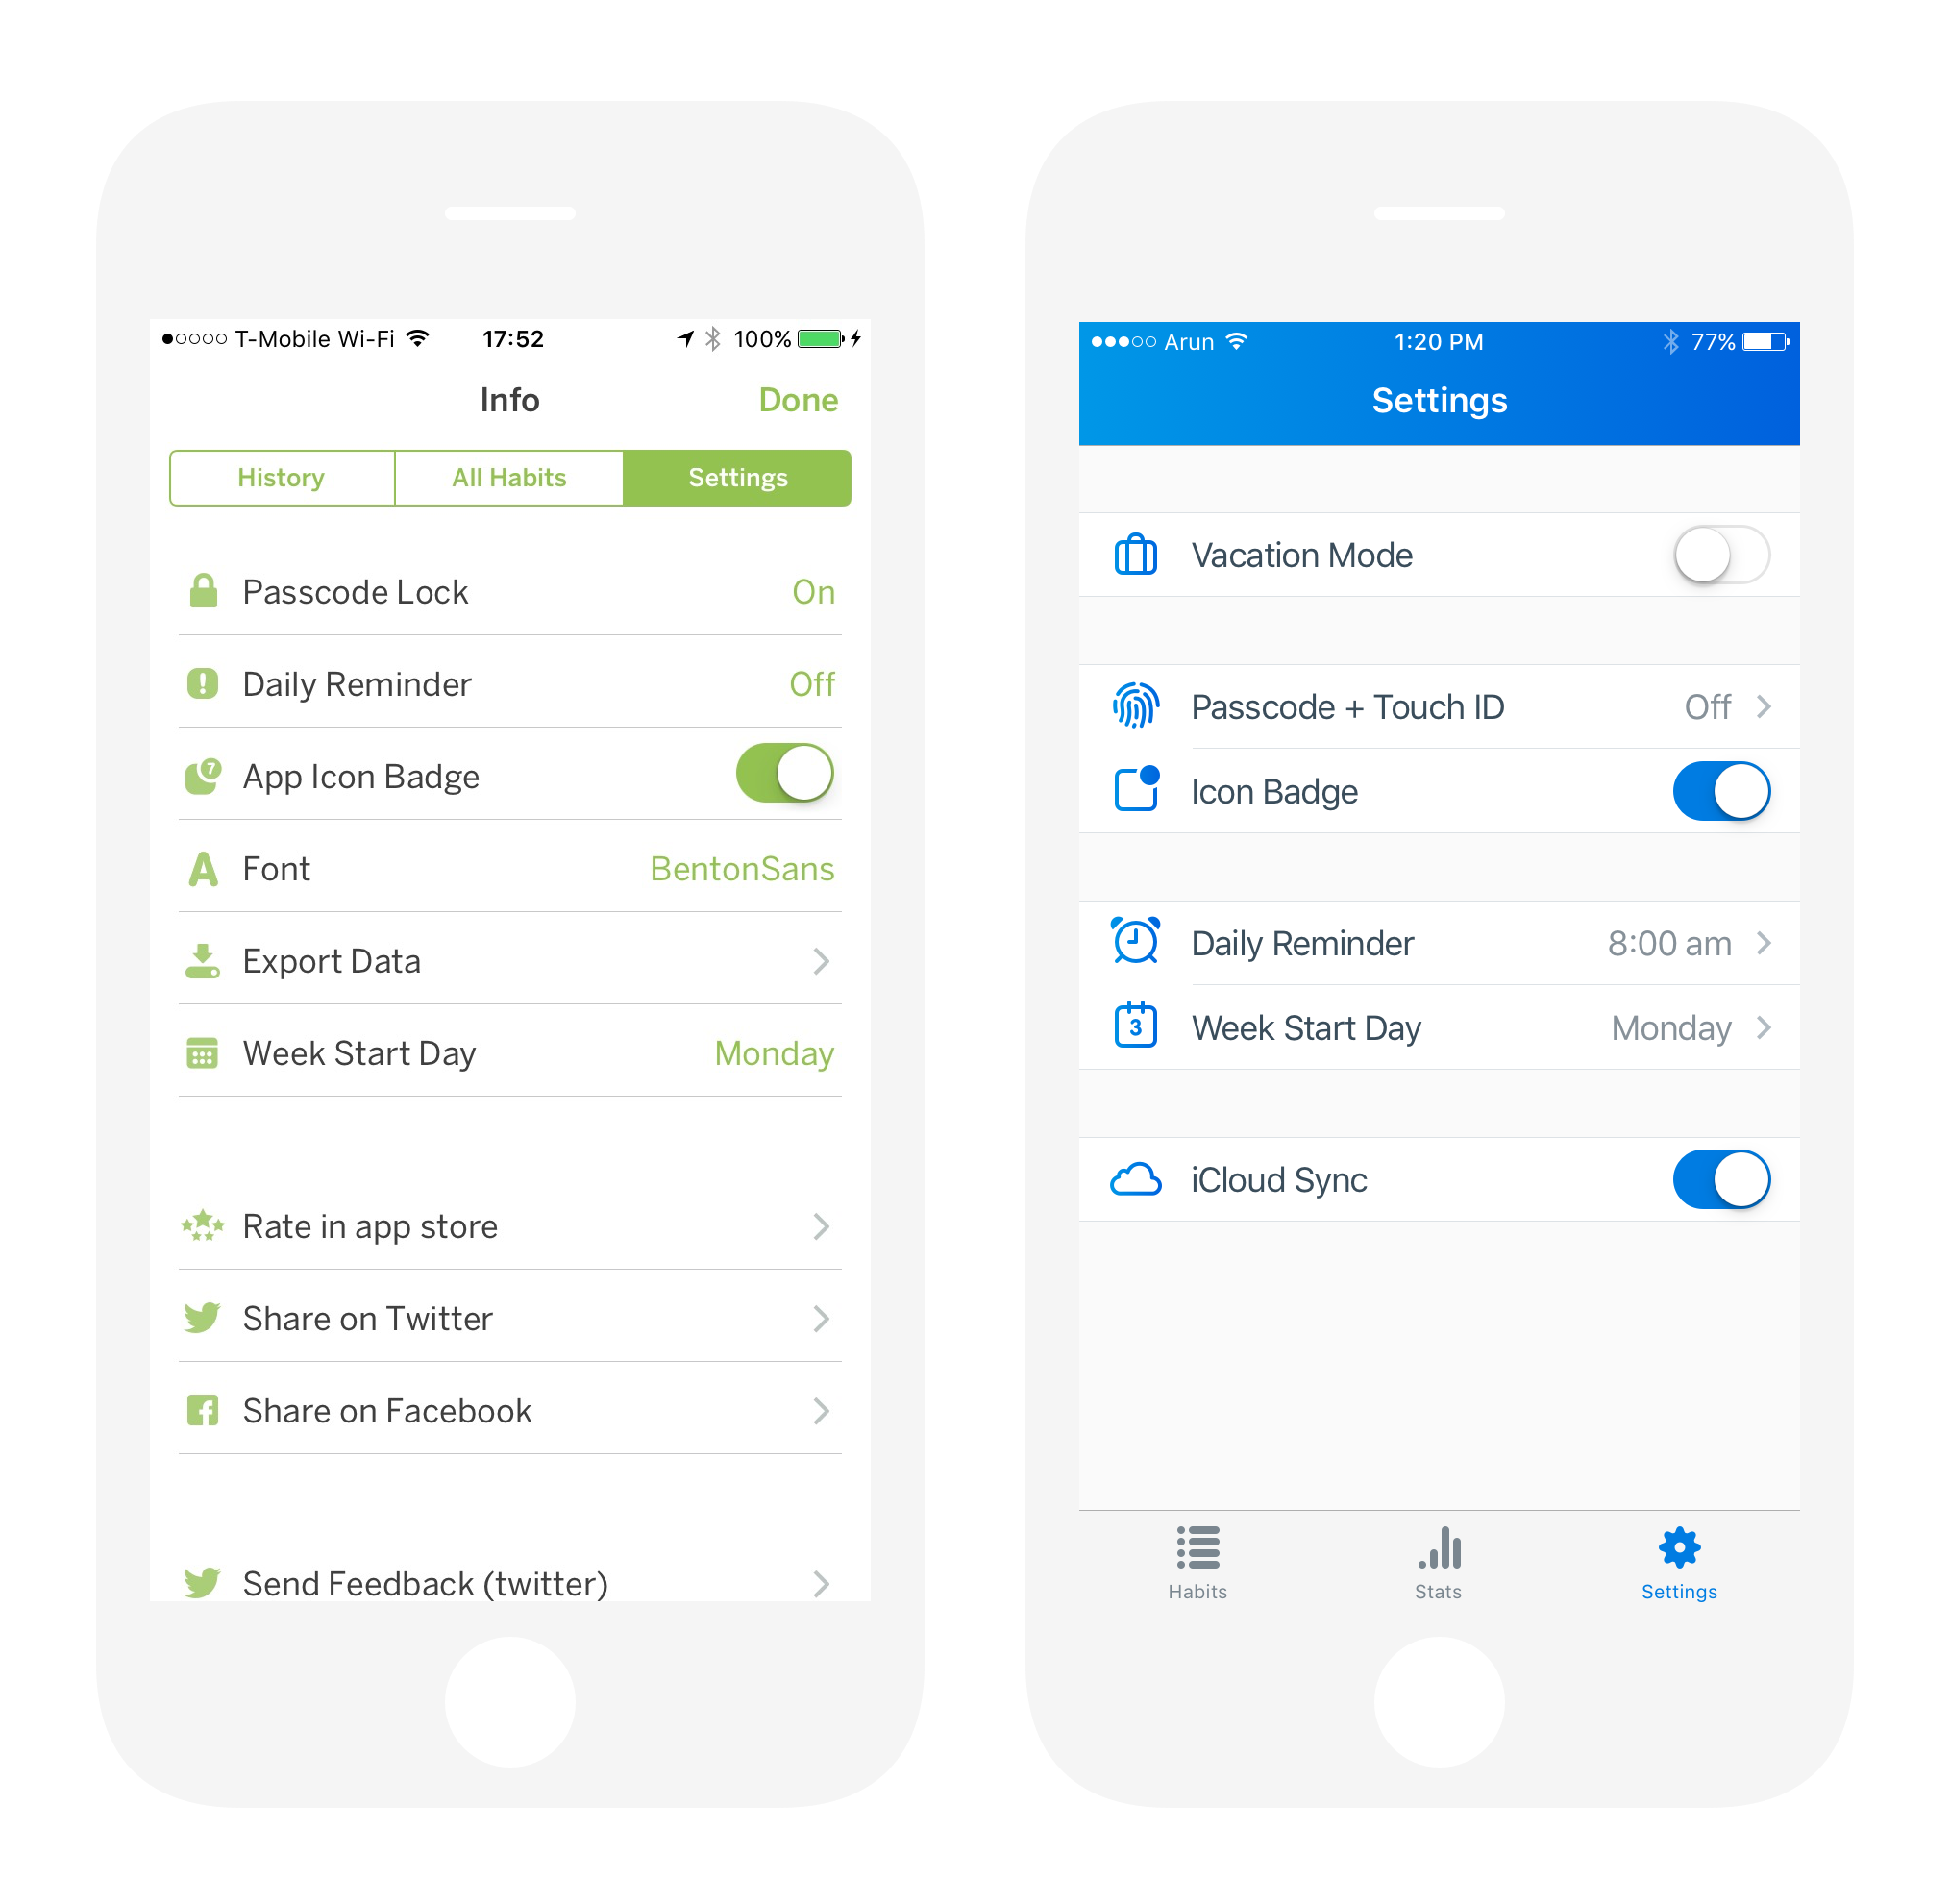 T-Mobile Wi-Fi 17:52 100%
Info Done
History All Habits Settings
Passcode Lock On
Daily Reminder Off
7
App Icon Badge
A Font BentonSans
Export Data
Week Start Day Monday
Rate in app store
Share on Twitter
Share on Facebook
Send Feedback (twitter)
Arun 1:20 PM 77%
Settings
Vacation Mode
Passcode + Touch ID Off
Icon Badge
Daily Reminder 8:00 am
3 Week Start Day Monday
iCloud Sync
Habits Stats Settings